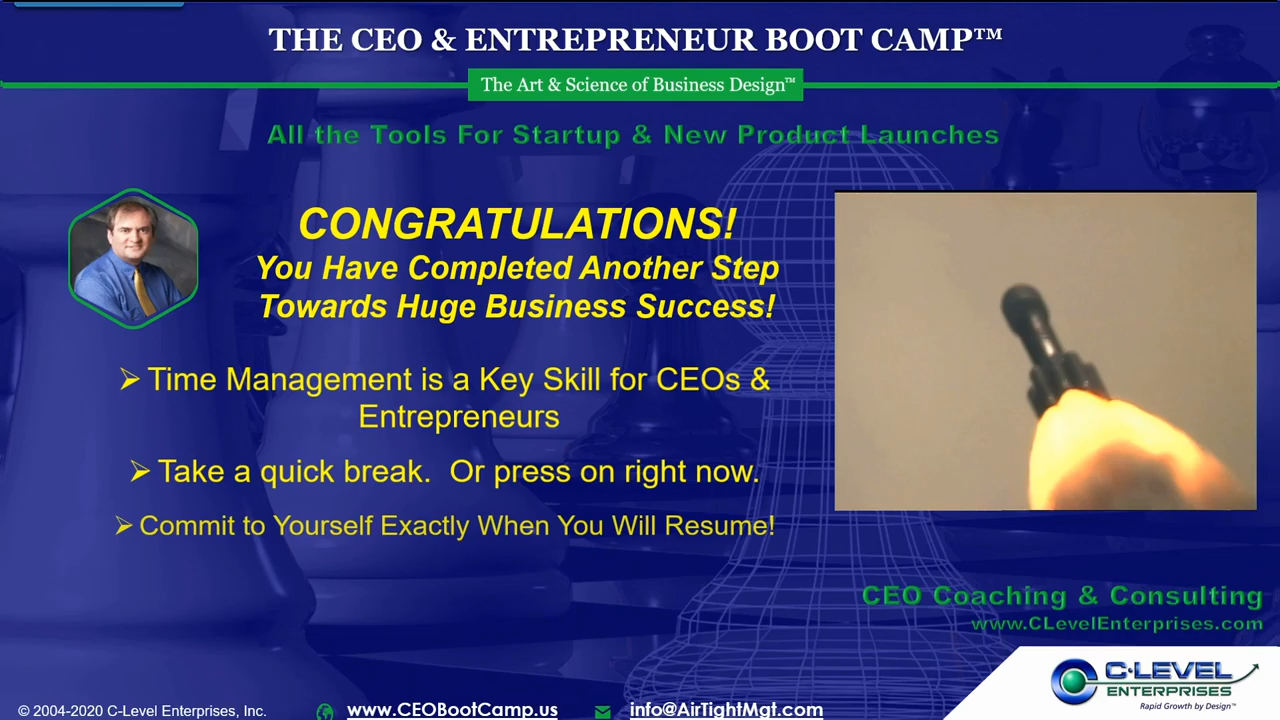 THE CEO & ENTREPRENEUR BOOT CAMP™
The Art & Science of Business Design™
All the Tools For Startup & New Product Launches
CONGRATULATIONS!
You Have Completed Another Step
Towards Huge Business Success!
➢ Time Management is a Key Skill for CEOs &
Entrepreneurs
➢ Take a quick break. Or press on right now.
➢ Commit to Yourself Exactly When You Will Resume!
CEO Coaching & Consulting
www.CLevelEnterprises.com
C-LEVEL
ENTERPRISES
Rapid Growth by Design™
© 2004-2020 C-Level Enterprises, Inc.
www.CEOBootCamp.us
info@AirTightMgt.com